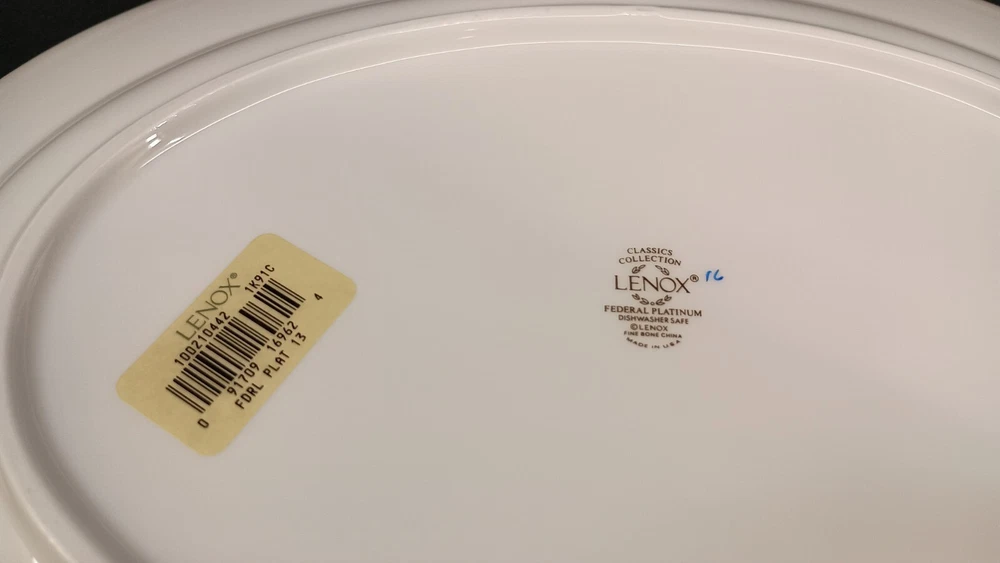 LENOX®
100210442 1K91C
0 91709 16962 4
FDRL PLAT 13
CLASSICS
COLLECTION
LENOX®
FEDERAL PLATINUM
DISHWASHER SAFE
©LENOX
FINE BONE CHINA
MADE IN U.S.A.